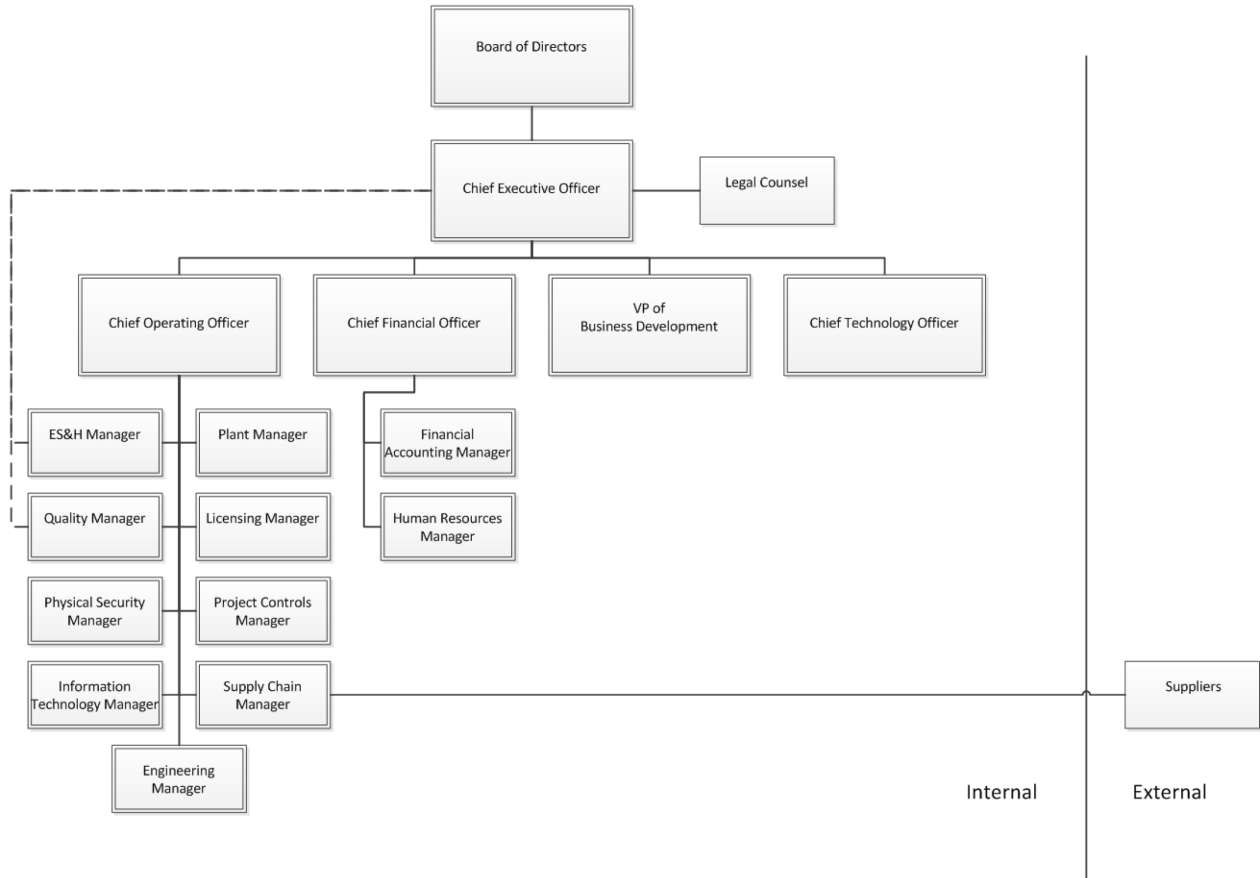 Board of Directors
Chief Executive Officer
Legal Counsel
Chief Operating Officer
Chief Financial Officer
VP of
Business Development
Chief Technology Officer
ES&H Manager
Plant Manager
Financial
Accounting Manager
Quality Manager
Licensing Manager
Human Resources
Manager
Physical Security
Manager
Project Controls
Manager
Information
Technology Manager
Supply Chain
Manager
Suppliers
Engineering
Manager
Internal
External